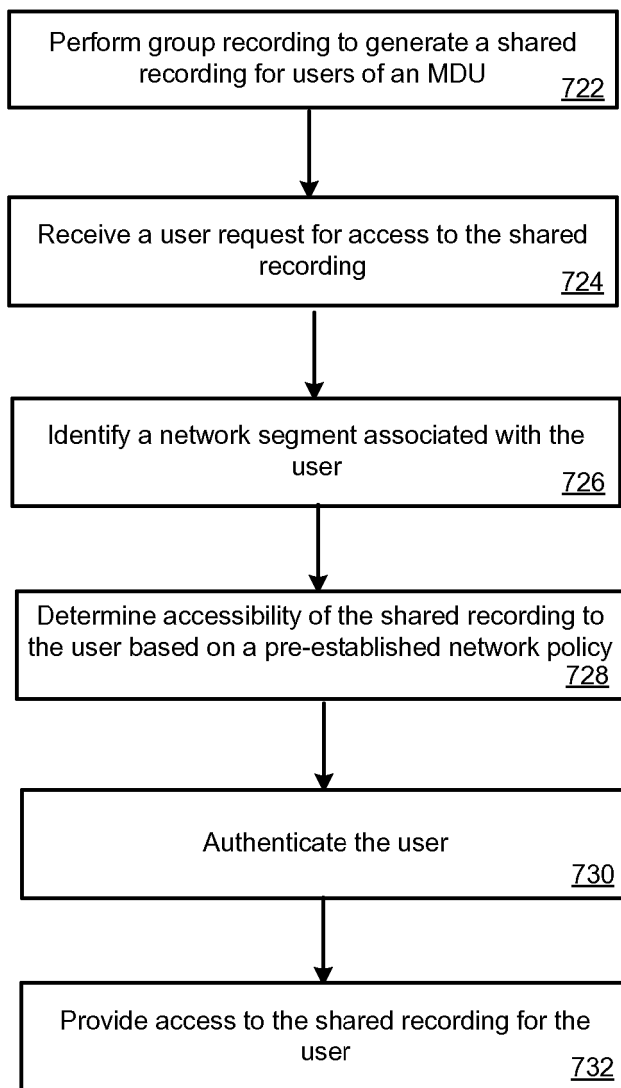 Perform group recording to generate a shared
recording for users of an MDU
722
Receive a user request for access to the shared
recording
724
Identify a network segment associated with the
user
726
Determine accessibility of the shared recording to
the user based on a pre-established network policy
728
Authenticate the user
730
Provide access to the shared recording for the
user
732